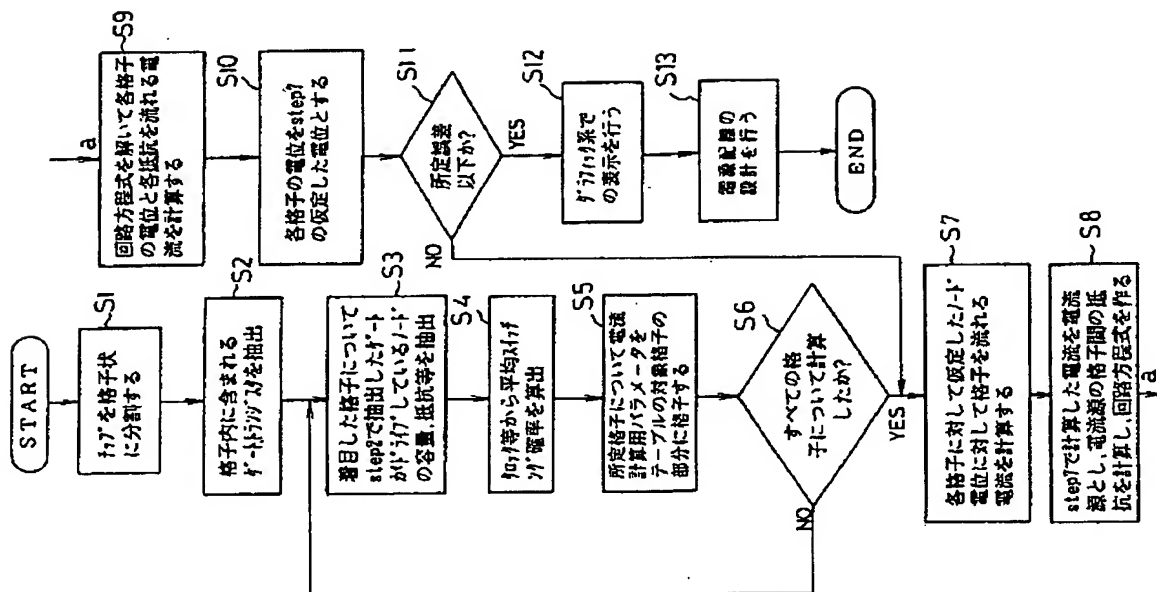 START
S1
チップを格子状
に分割する
S2
格子内に含まれる
ゲートトランジスタを抽出
S3
着目した格子について
step2で抽出したゲート
がドライブしているノード
の容量、抵抗等を抽出
S4
クロック等から平均スイッチ
ング確率を算出
S5
所定格子について電流
計算用パラメータを
テーブルの対象格子の
部分に格子する
S6
すべての格
子について計算
したか?
NO
YES
S7
各格子に対して仮定したノード
電位に対して格子を流れる
電流を計算する
S8
step7で計算した電流を電流
源とし、電流源の格子間の抵
抗を計算し、回路方程式を作る
a
a
S9
回路方程式を解いて各格子
の電位と各抵抗を流れる電
流を計算する
S10
各格子の電位をstep7
の仮定した電位とする
S11
所定誤差
以下か?
NO
YES
S12
グラフィック系で
の表示を行う
S13
電源配線の
設計を行う
END